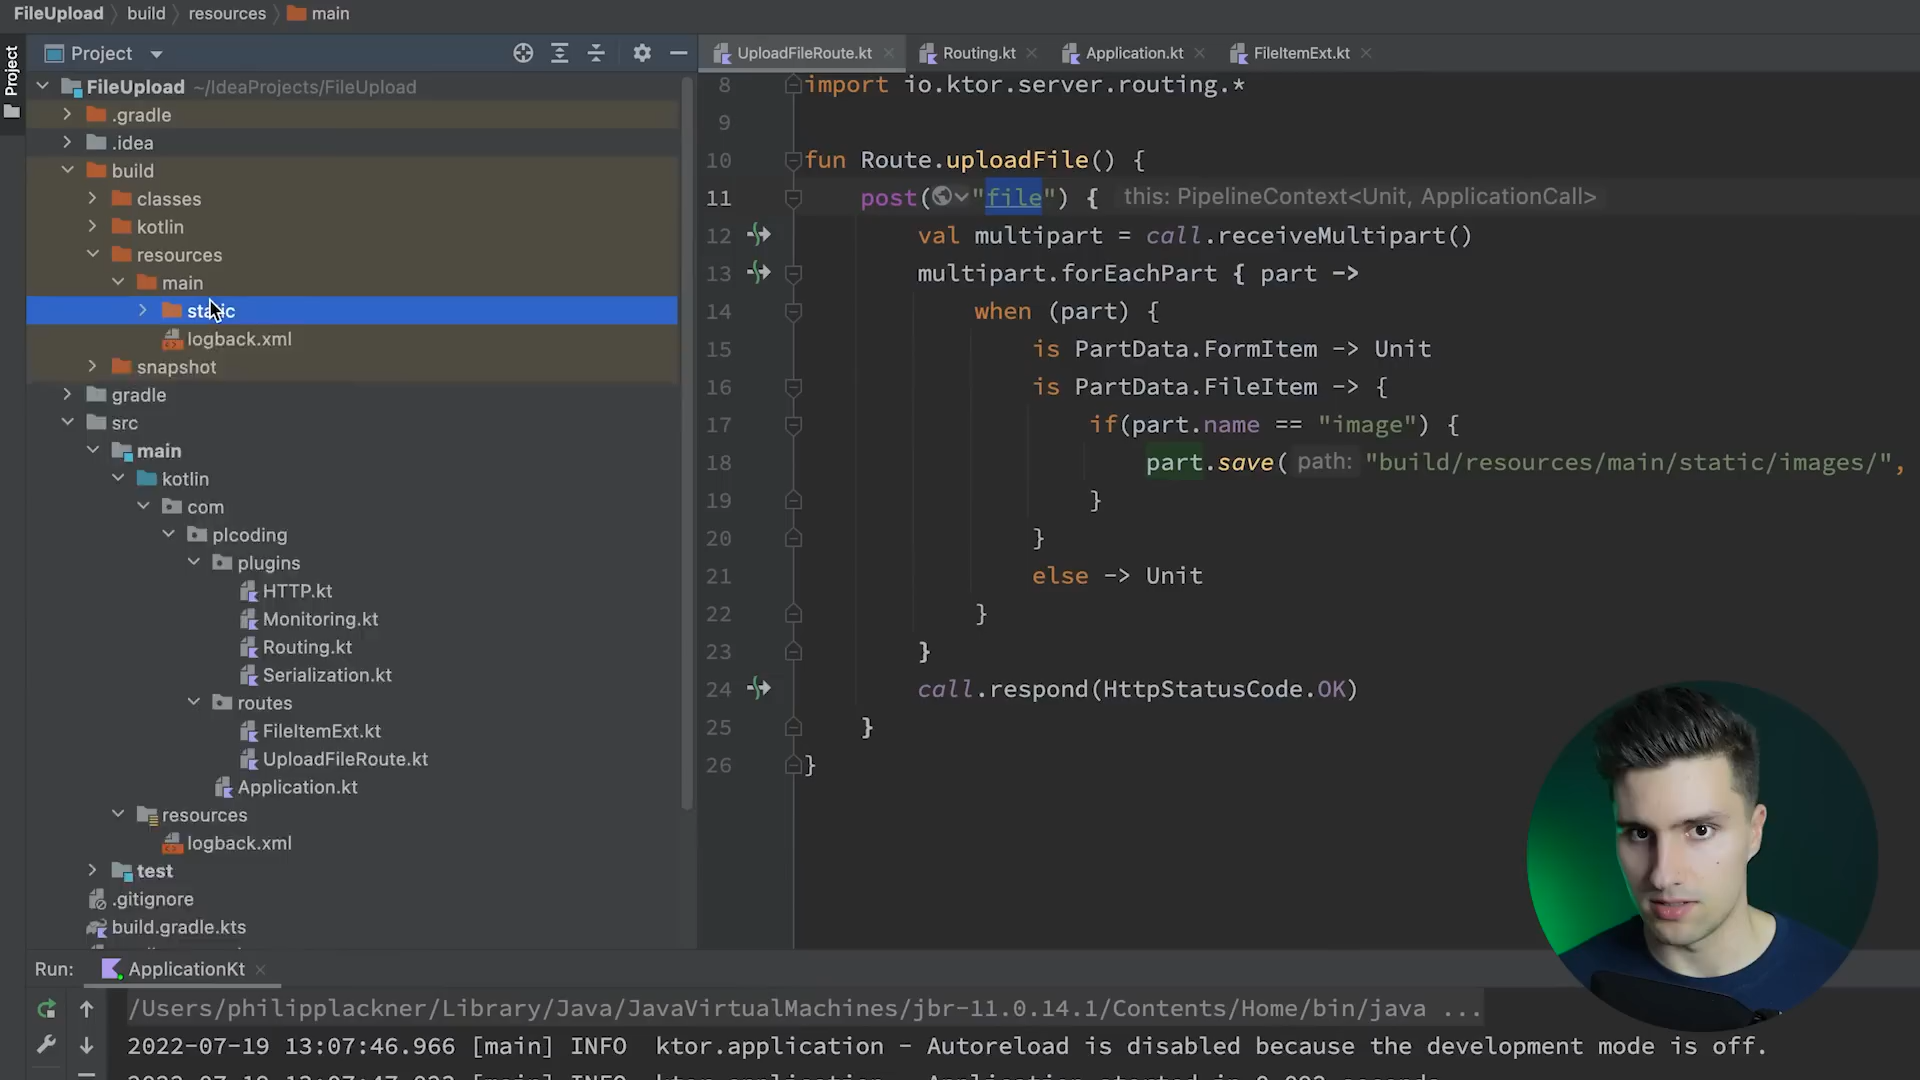 FileUpload build resources main
Project
Project
UploadFileRoute.kt Routing.kt Application.kt FileItemExt.kt
FileUpload ~/IdeaProjects/FileUpload
.gradle
.idea
build
classes
kotlin
resources
main
static
logback.xml
snapshot
gradle
src
main
kotlin
com
plcoding
plugins
HTTP.kt
Monitoring.kt
Routing.kt
Serialization.kt
routes
FileItemExt.kt
UploadFileRoute.kt
Application.kt
resources
logback.xml
test
.gitignore
build.gradle.kts
8 import io.ktor.server.routing.*
9
10 fun Route.uploadFile() {
11 post("file") { this: PipelineContext<Unit, ApplicationCall>
12 val multipart = call.receiveMultipart()
13 multipart.forEachPart { part ->
14 when (part) {
15 is PartData.FormItem -> Unit
16 is PartData.FileItem -> {
17 if(part.name == "image") {
18 part.save( path: "build/resources/main/static/images/",
19 }
20 }
21 else -> Unit
22 }
23 }
24 call.respond(HttpStatusCode.OK)
25 }
26 }
Run: ApplicationKt
/Users/philipplackner/Library/Java/JavaVirtualMachines/jbr-11.0.14.1/Contents/Home/bin/java ...
2022-07-19 13:07:46.966 [main] INFO ktor.application - Autoreload is disabled because the development mode is off.